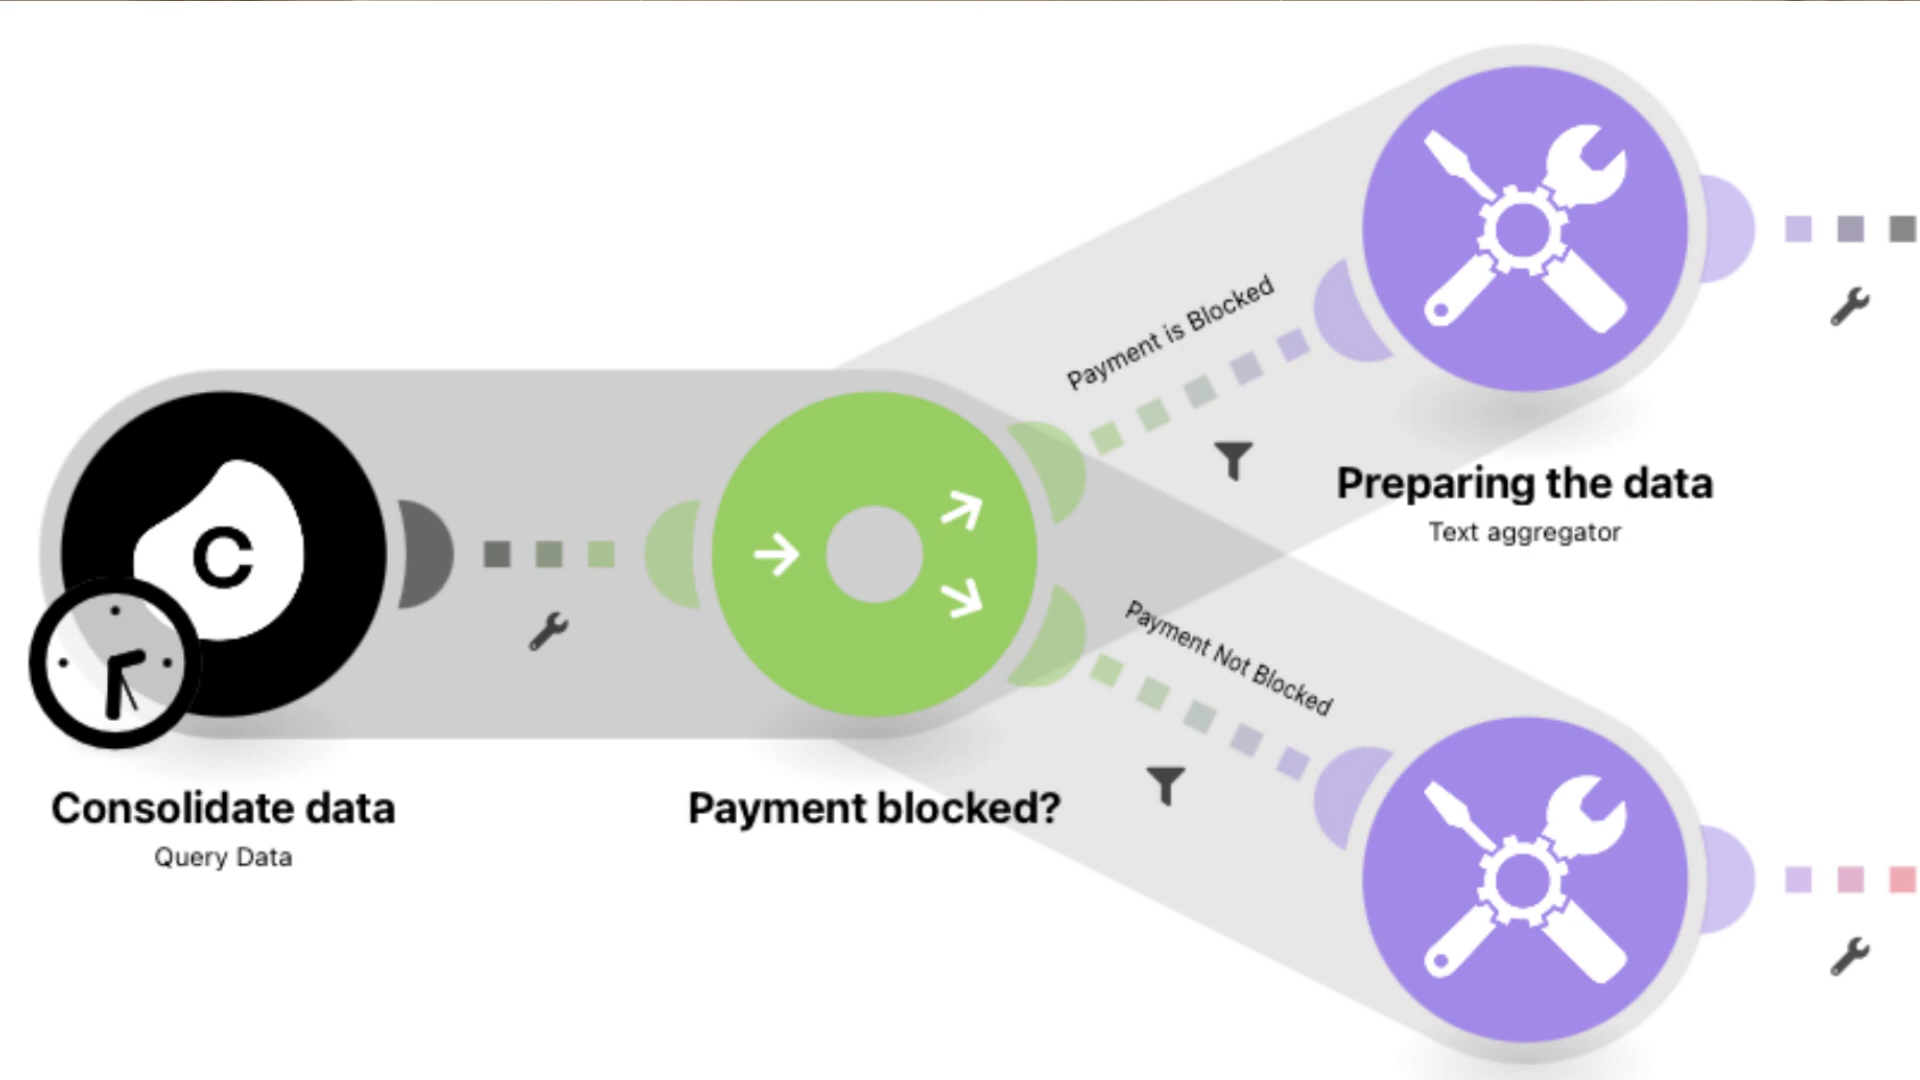 C
Consolidate data
Query Data
Payment blocked?
Payment is Blocked
Preparing the data
Text aggregator
Payment Not Blocked